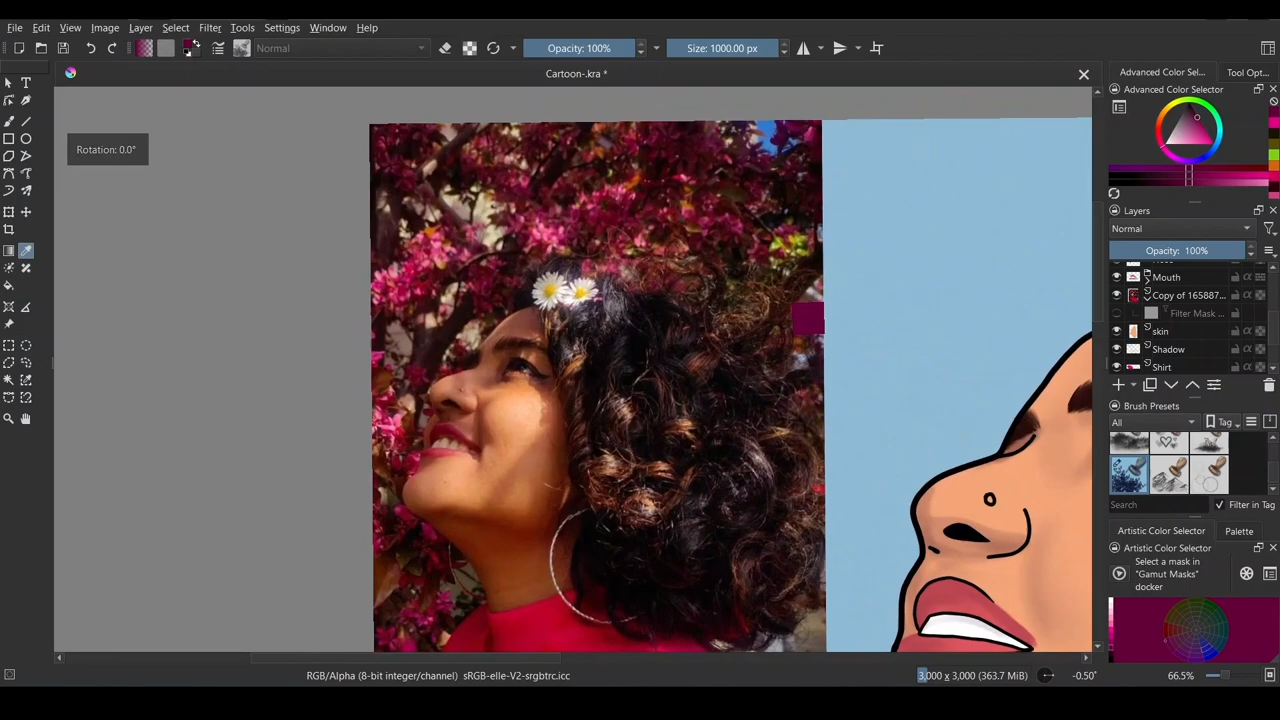 File Edit View Image Layer Select Filter Tools Settings Window Help
Normal Opacity: 100% Size: 1000.00 px
Cartoon-.kra *
Rotation: 0.0°
Advanced Color Sel... Tool Opt...
Advanced Color Selector
Layers
Normal
Opacity: 100%
Mouth
Copy of 165887...
Filter Mask ...
skin
Shadow
Shirt
Brush Presets
All Tag
Search Filter in Tag
Artistic Color Selector Palette
Artistic Color Selector
Select a mask in
"Gamut Masks"
docker
RGB/Alpha (8-bit integer/channel) sRGB-elle-V2-srgbtrc.icc 3,000 x 3,000 (363.7 MiB) -0.50° 66.5%